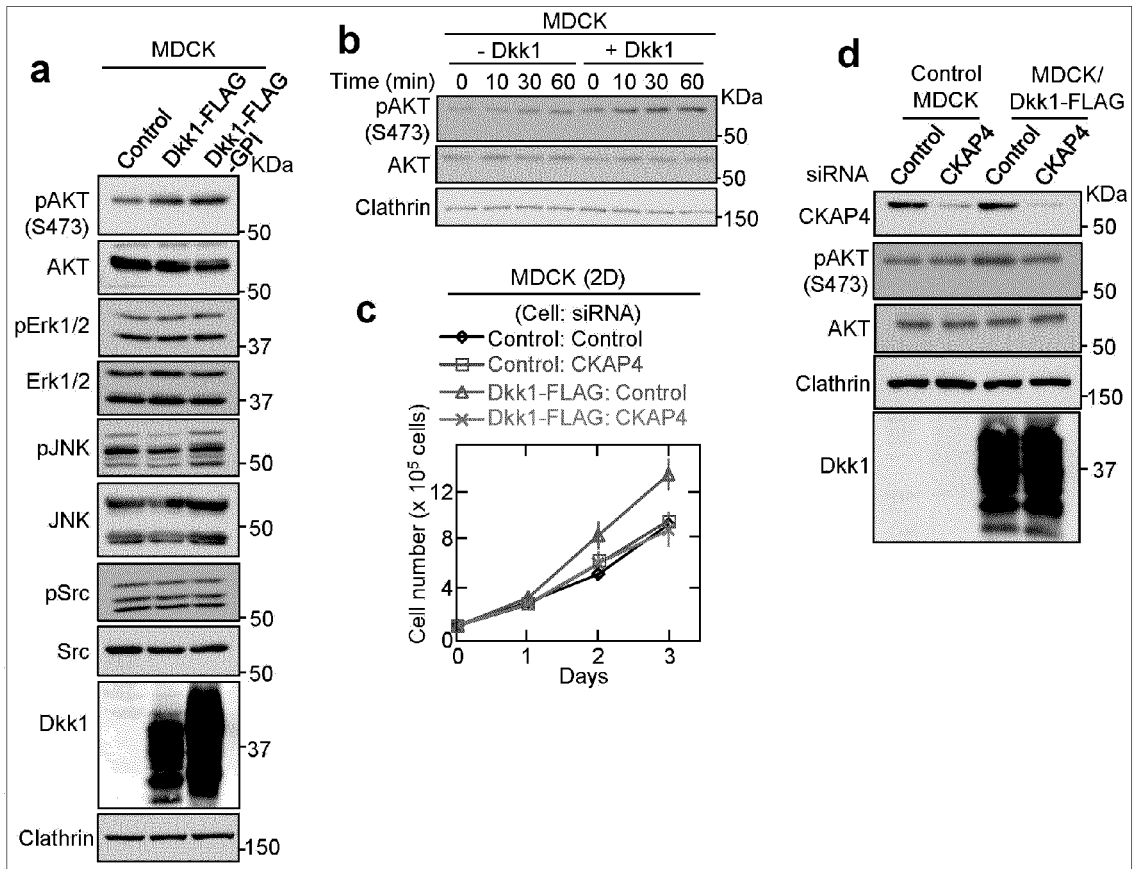 a
MDCK
Control
Dkk1-FLAG
Dkk1-FLAG
-GPI
KDa
pAKT
(S473)
50
AKT
50
pErk1/2
37
Erk1/2
37
pJNK
50
JNK
50
pSrc
50
Src
50
Dkk1
37
Clathrin
150
b
MDCK
- Dkk1 + Dkk1
Time (min) 0 10 30 60 0 10 30 60
KDa
pAKT
(S473)
50
AKT
50
Clathrin
150
c
MDCK (2D)
(Cell: siRNA)
Control: Control
Control: CKAP4
Dkk1-FLAG: Control
Dkk1-FLAG: CKAP4
Cell number (x 10⁵ cells)
12
8
4
0
0 1 2 3
Days
d
Control MDCK/
MDCK Dkk1-FLAG
siRNA Control CKAP4 Control CKAP4
KDa
CKAP4
50
pAKT
(S473)
50
AKT
50
Clathrin
150
Dkk1
37